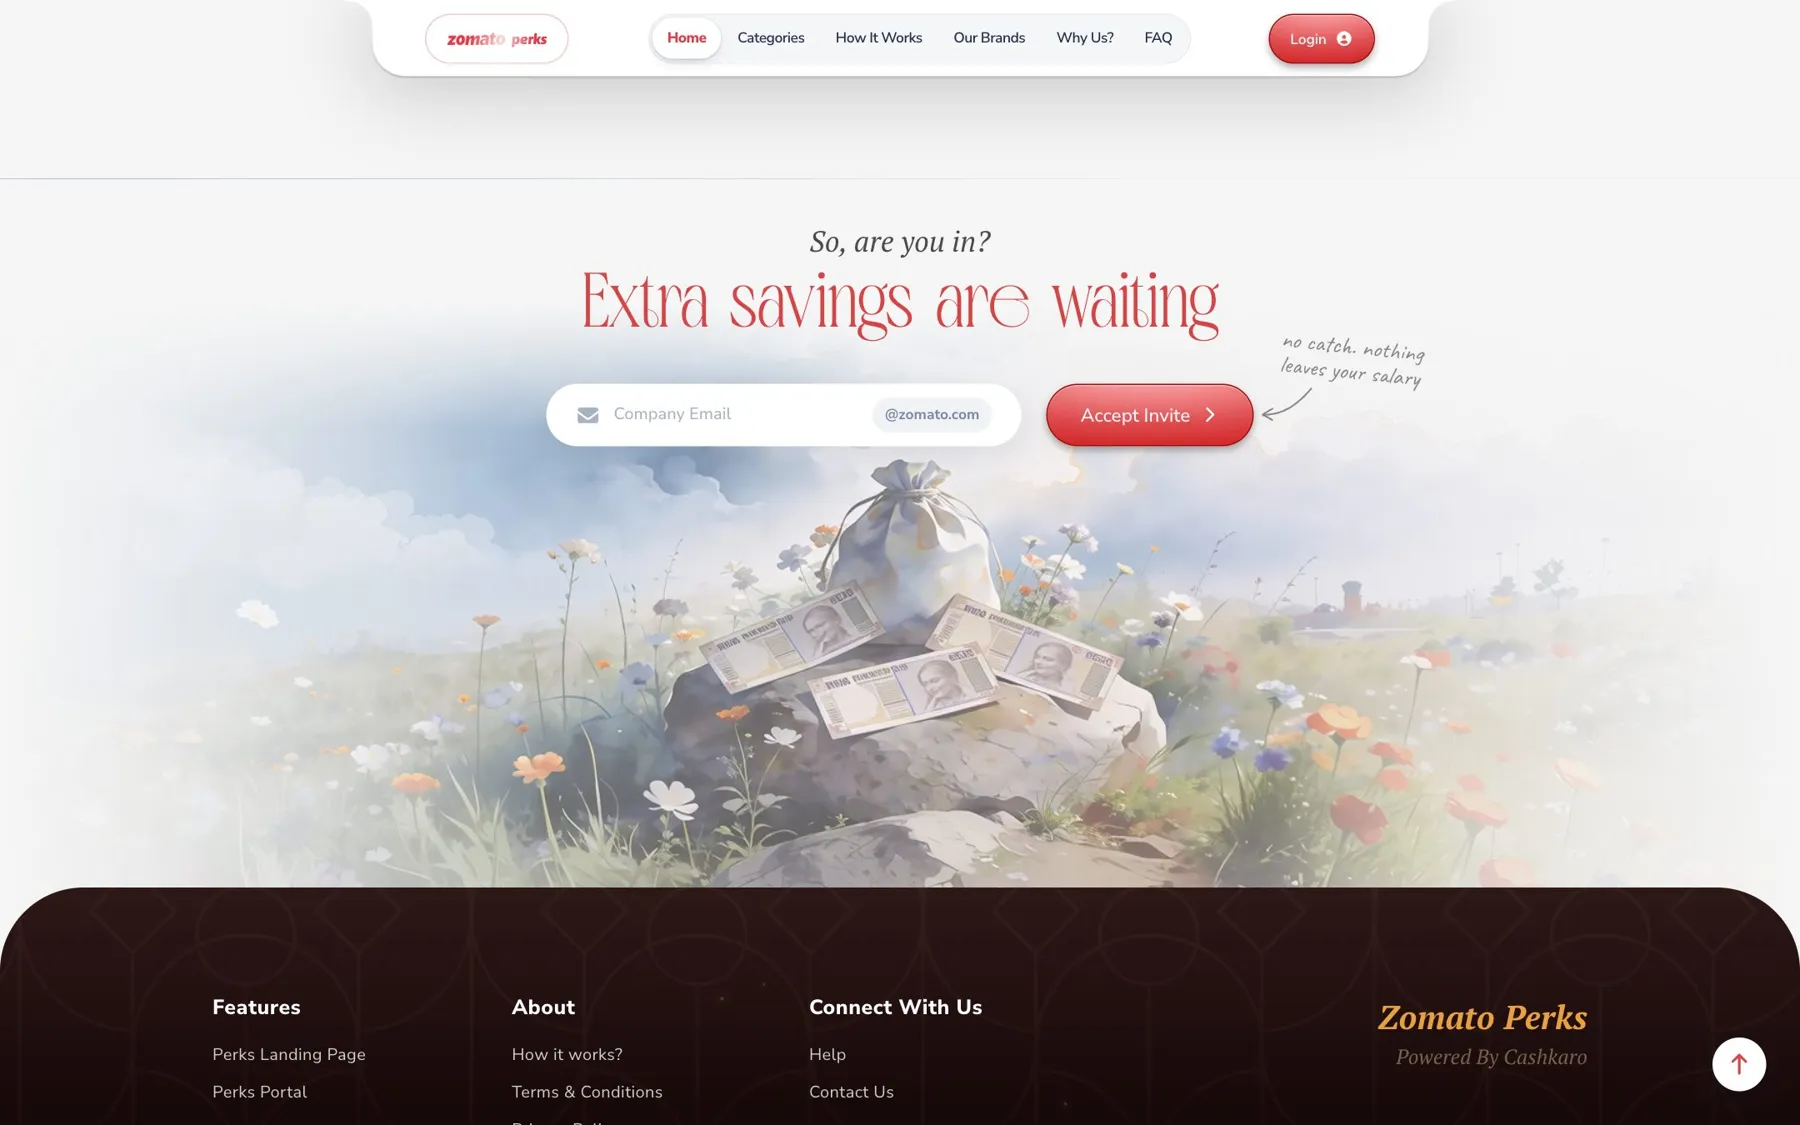 zomato perks
Home
Categories
How It Works
Our Brands
Why Us?
FAQ
Login
So, are you in?
Extra savings are waiting
no catch. nothing
leaves your salary
Company Email
@zomato.com
Accept Invite
Features
About
Connect With Us
Zomato Perks
Perks Landing Page
How it works?
Help
Powered By Cashkaro
Perks Portal
Terms & Conditions
Contact Us